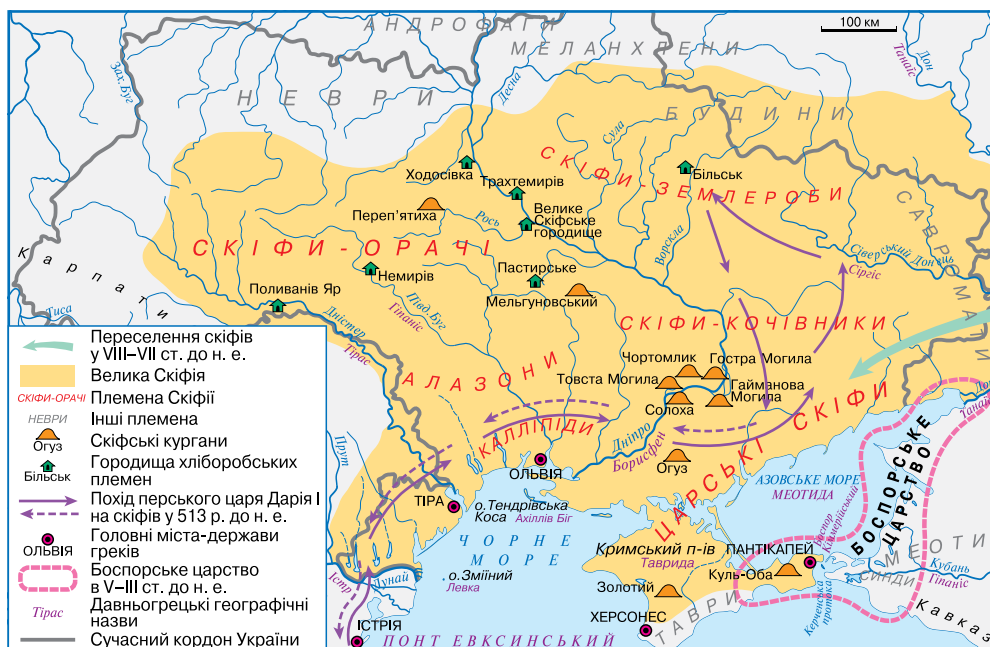 АНДРОФАГИ
МЕЛАНХЛЕНИ
100 км
Зах. Буг
НЕВРИ
Десна
Дон
Танаїс
БУДИНИ
Сула
Ходосівка
Трахтемирів
СКІФИ-ЗЕМЛЕРОБИ
Більськ
Переп'ятиха
Рось
Велике
Скіфське
городище
Ворскла
САВРОМАТИ
СКІФИ-ОРАЧІ
Сіверський Донець
Сіргіс
Карпати
Немирів
Пастирське
Мельгуновський
Поливанів Яр
Півд. Буг
Гіпаніс
Тиса
Дністер
Тірас
СКІФИ-КОЧІВНИКИ
АЛАЗОНИ
Чортомлик
Гостра Могила
Товста Могила
Гайманова
Могила
Солоха
КАЛЛІПІДИ
Дніпро
Борисфен
Огуз
ЦАРСЬКІ СКІФИ
Дон
Танаїс
Прут
ОЛЬВІЯ
ТІРА
о. Тендрівська
Коса
Ахіллів Біг
АЗОВСЬКЕ МОРЕ
МЕОТИДА
БОСПОРСЬКЕ
ЦАРСТВО
ЧОРНЕ
МОРЕ
Боспор
Кіммерійський
Кримський п-ів
Таврида
ПАНТІКАПЕЙ
МЕОТИ
Куль-Оба
СИНДИ
Кубань
Гіпаніс
Істр
Дунай
о. Зміїний
Левка
Золотий
ТАВРИ
Керченська
протока
Кавказ
ХЕРСОНЕС
ІСТРІЯ
ПОНТ ЕВКСИНСЬКИЙ
Переселення скіфів
у VIII–VII ст. до н. е.
Велика Скіфія
СКІФИ-ОРАЧІ Племена Скіфії
НЕВРИ Інші племена
Огуз Скіфські кургани
Більськ Городища хліборобських
племен
Похід перського царя Дарія I
на скіфів у 513 р. до н. е.
ОЛЬВІЯ Головні міста-держави
греків
Боспорське царство
в V–III ст. до н. е.
Тірас Давньогрецькі географічні
назви
Сучасний кордон України